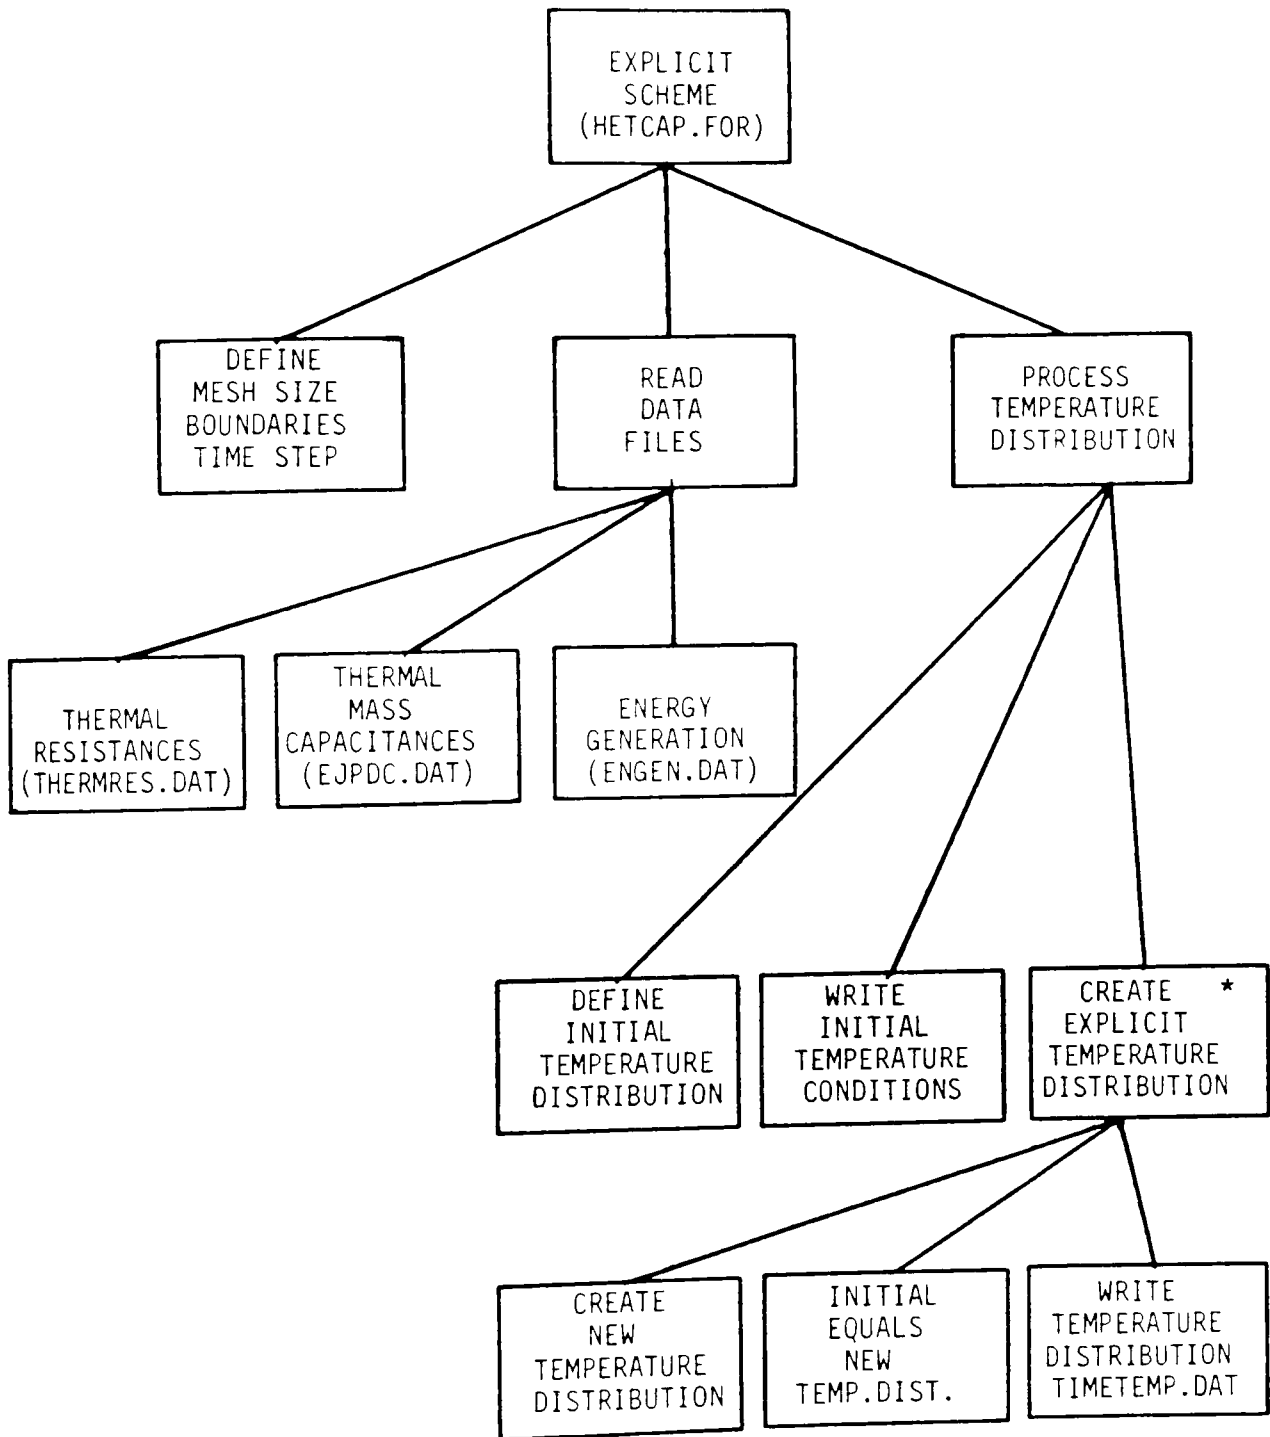 EXPLICIT
SCHEME
(HETCAP.FOR)
DEFINE
MESH SIZE
BOUNDARIES
TIME STEP
READ
DATA
FILES
PROCESS
TEMPERATURE
DISTRIBUTION
THERMAL
RESISTANCES
(THERMRES.DAT)
THERMAL
MASS
CAPACITANCES
(EJPDC.DAT)
ENERGY
GENERATION
(ENGEN.DAT)
DEFINE
INITIAL
TEMPERATURE
DISTRIBUTION
WRITE
INITIAL
TEMPERATURE
CONDITIONS
CREATE *
EXPLICIT
TEMPERATURE
DISTRIBUTION
CREATE
NEW
TEMPERATURE
DISTRIBUTION
INITIAL
EQUALS
NEW
TEMP.DIST.
WRITE
TEMPERATURE
DISTRIBUTION
TIMETEMP.DAT